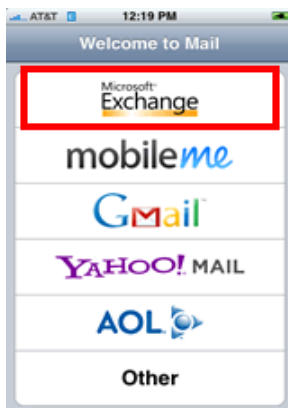 AT&T 12:19 PM
Welcome to Mail
Microsoft
Exchange
mobileme
Gmail
YAHOO! MAIL
AOL
Other